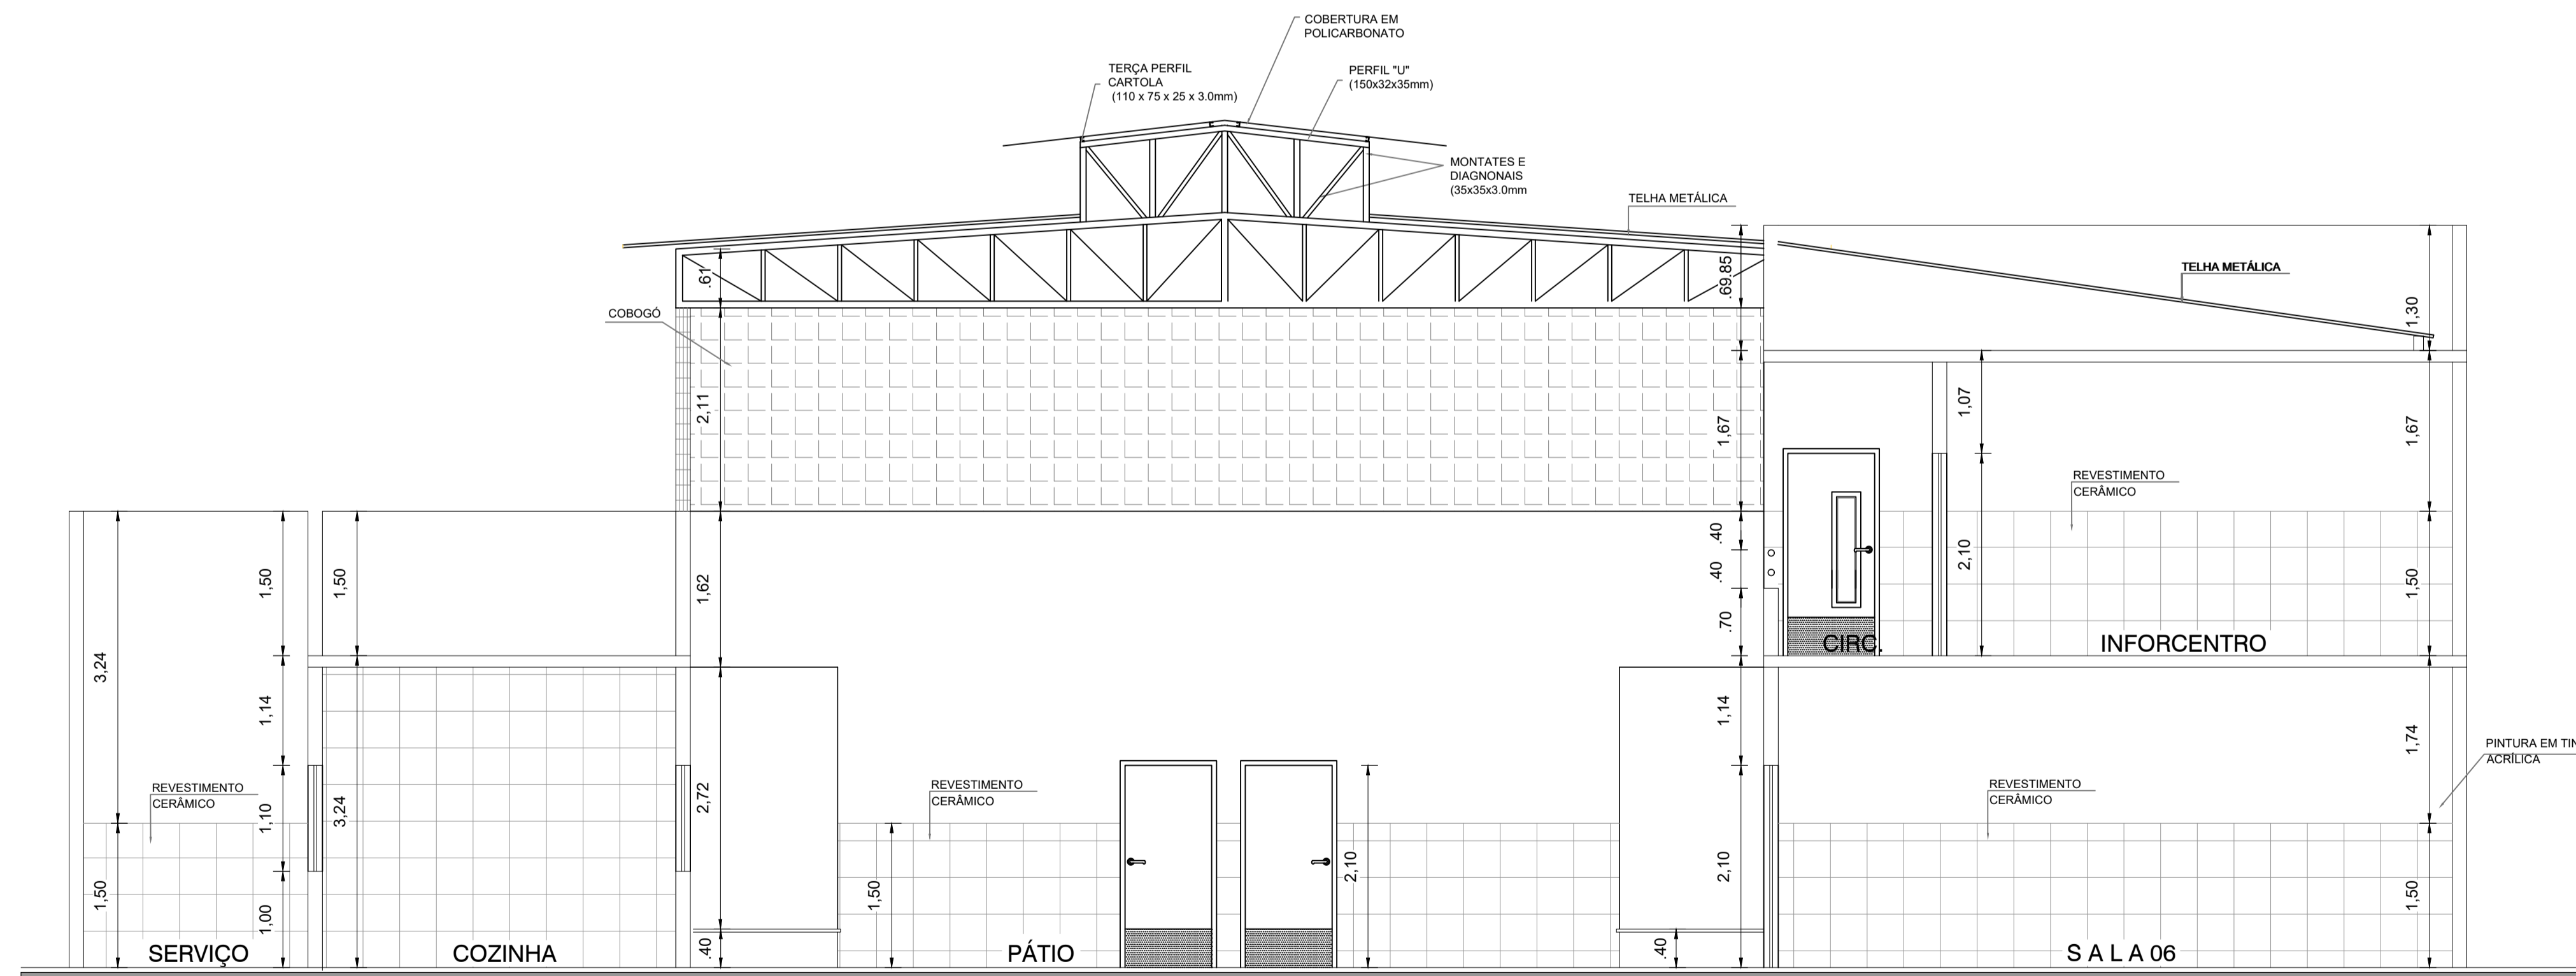 COBERTURA EM
POLICARBONATO
TERÇA PERFIL
CARTOLA
(110 x 75 x 25 x 3.0mm)
PERFIL "U"
(150x32x35mm)
MONTATES E
DIAGNONAIS
(35x35x3.0mm
TELHA METÁLICA
TELHA METÁLICA
COBOGÓ
.61
.69.85
1,30
2,11
1,67
1,07
1,67
REVESTIMENTO
CERÂMICO
3,24
1,50
1,50
1,62
.40
.40
.70
2,10
1,50
CIRC.
INFORCENTRO
1,14
1,10
1,00
3,24
2,72
.40
1,14
2,10
1,74
PINTURA EM TIN
ACRÍLICA
REVESTIMENTO
CERÂMICO
REVESTIMENTO
CERÂMICO
REVESTIMENTO
CERÂMICO
1,50
1,50
2,10
.40
1,50
SERVIÇO
COZINHA
PÁTIO
S A L A 06